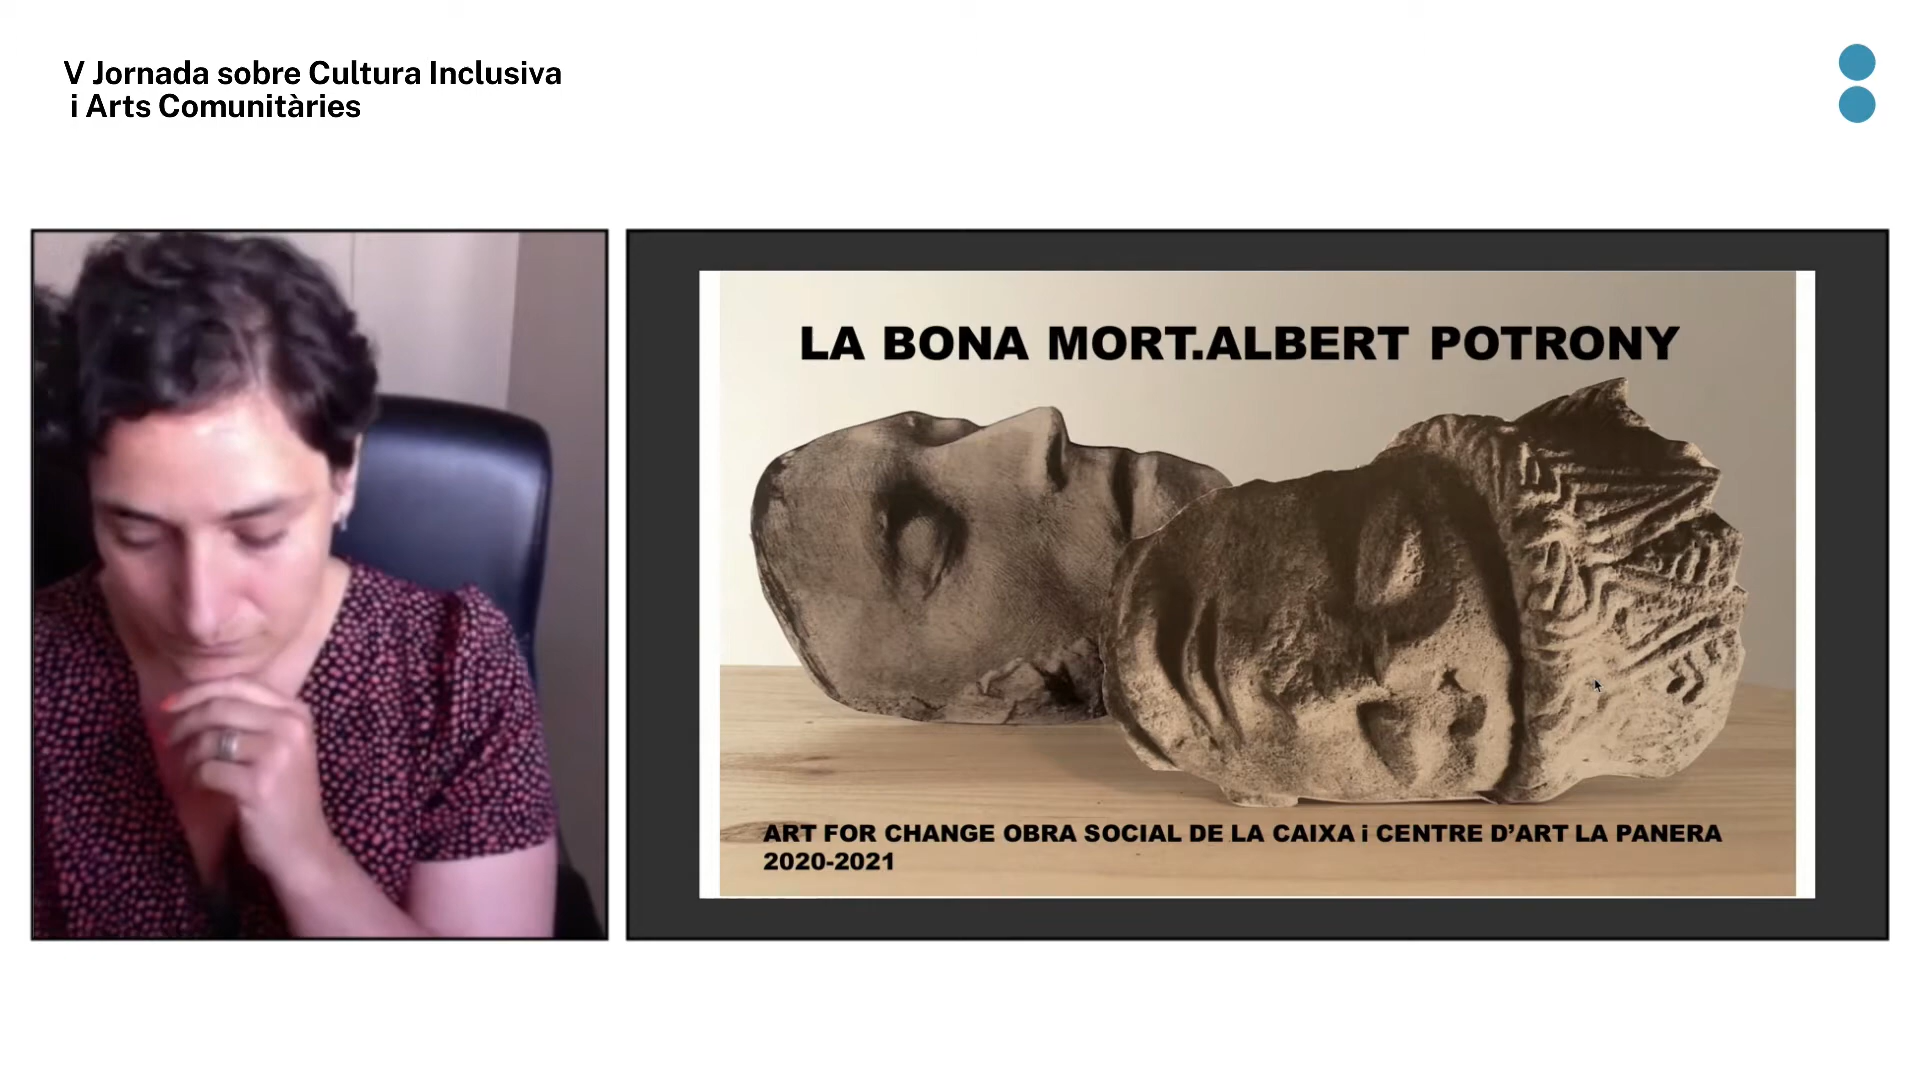 V Jornada sobre Cultura Inclusiva
i Arts Comunitàries
LA BONA MORT.ALBERT POTRONY
ART FOR CHANGE OBRA SOCIAL DE LA CAIXA i CENTRE D’ART LA PANERA
2020-2021